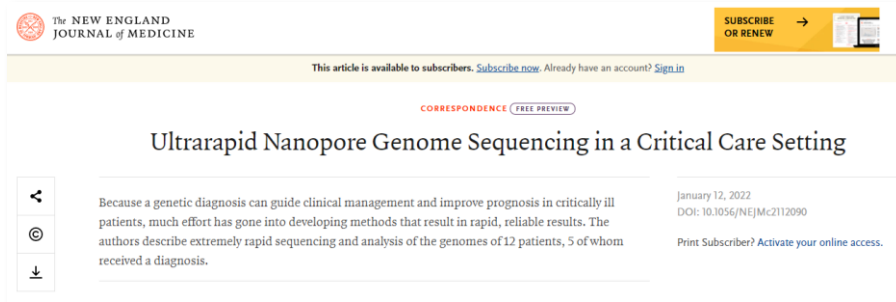 The NEW ENGLAND
JOURNAL of MEDICINE
SUBSCRIBE
OR RENEW
This article is available to subscribers. Subscribe now. Already have an account? Sign in
CORRESPONDENCE FREE PREVIEW
Ultrarapid Nanopore Genome Sequencing in a Critical Care Setting
Because a genetic diagnosis can guide clinical management and improve prognosis in critically ill
patients, much effort has gone into developing methods that result in rapid, reliable results. The
authors describe extremely rapid sequencing and analysis of the genomes of 12 patients, 5 of whom
received a diagnosis.
January 12, 2022
DOI: 10.1056/NEJMc2112090
Print Subscriber? Activate your online access.